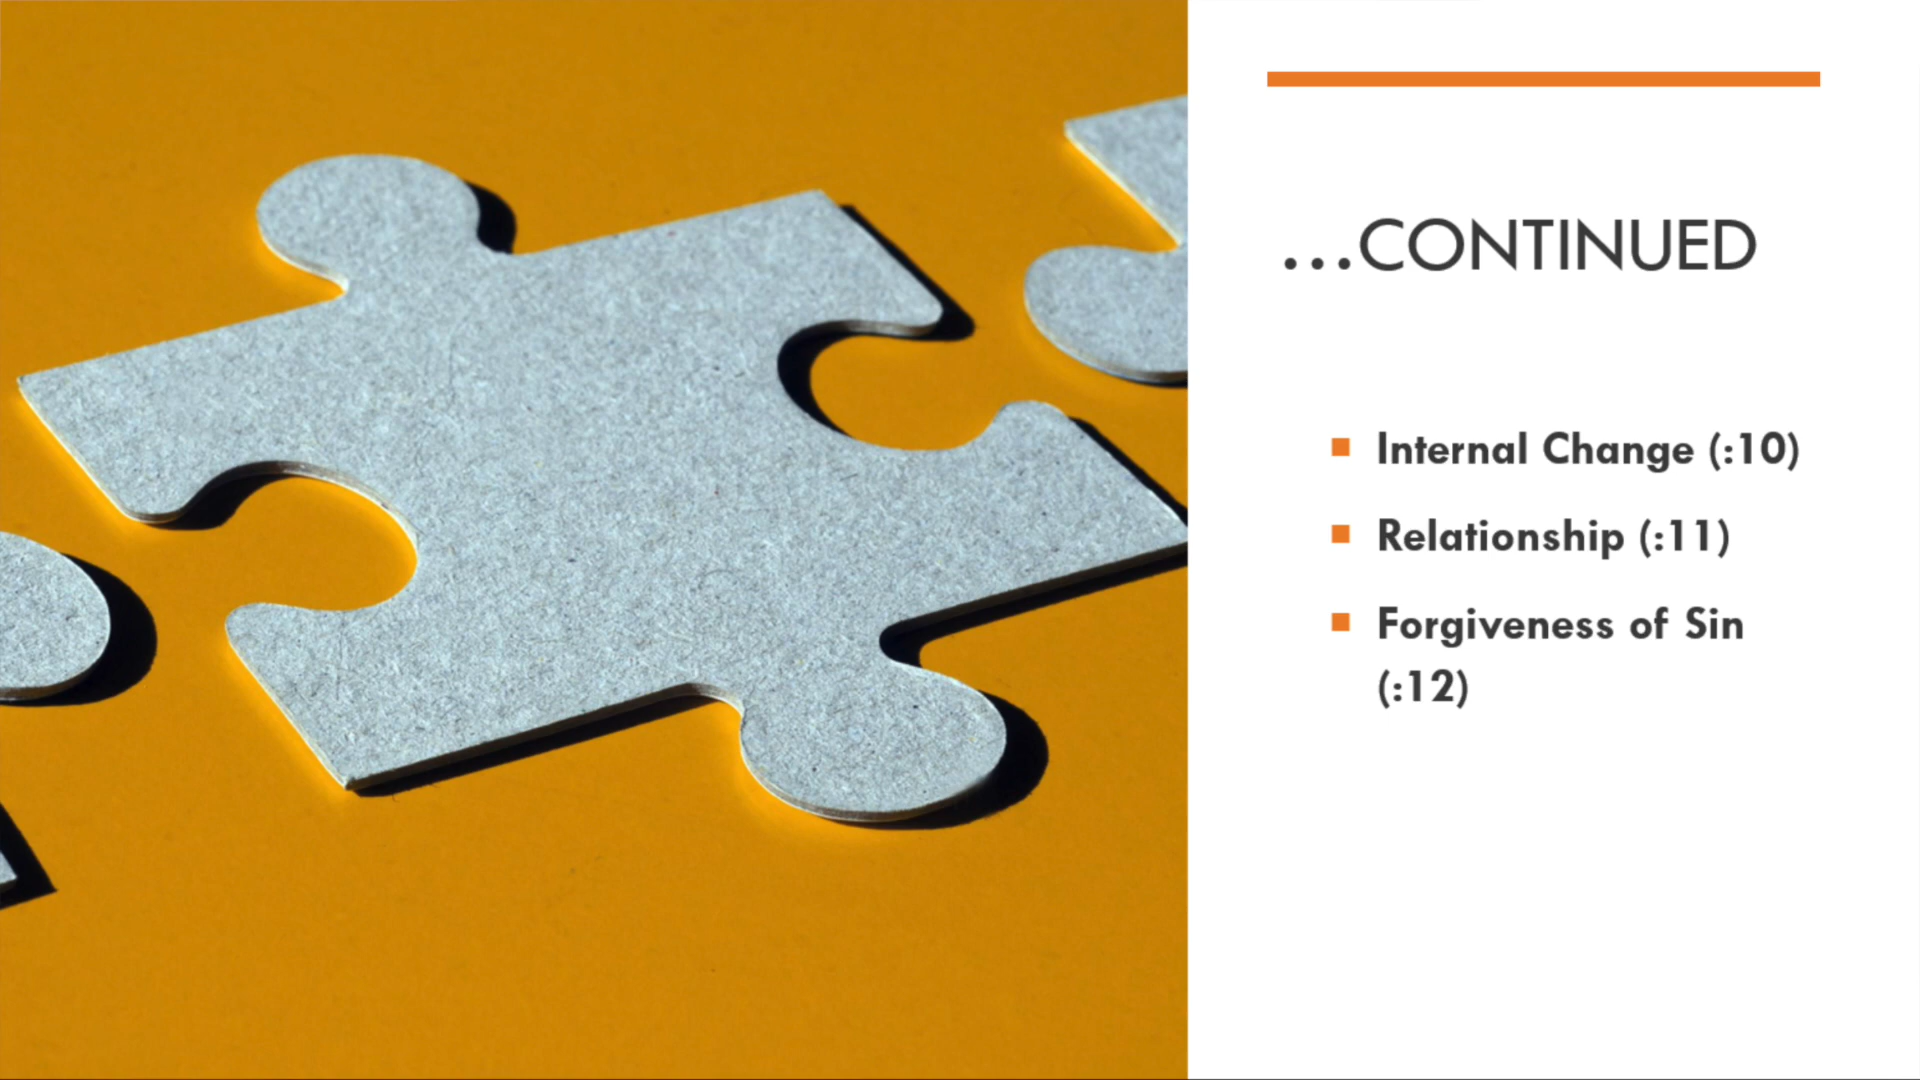 ...CONTINUED
Internal Change (:10)
Relationship (:11)
Forgiveness of Sin
(:12)